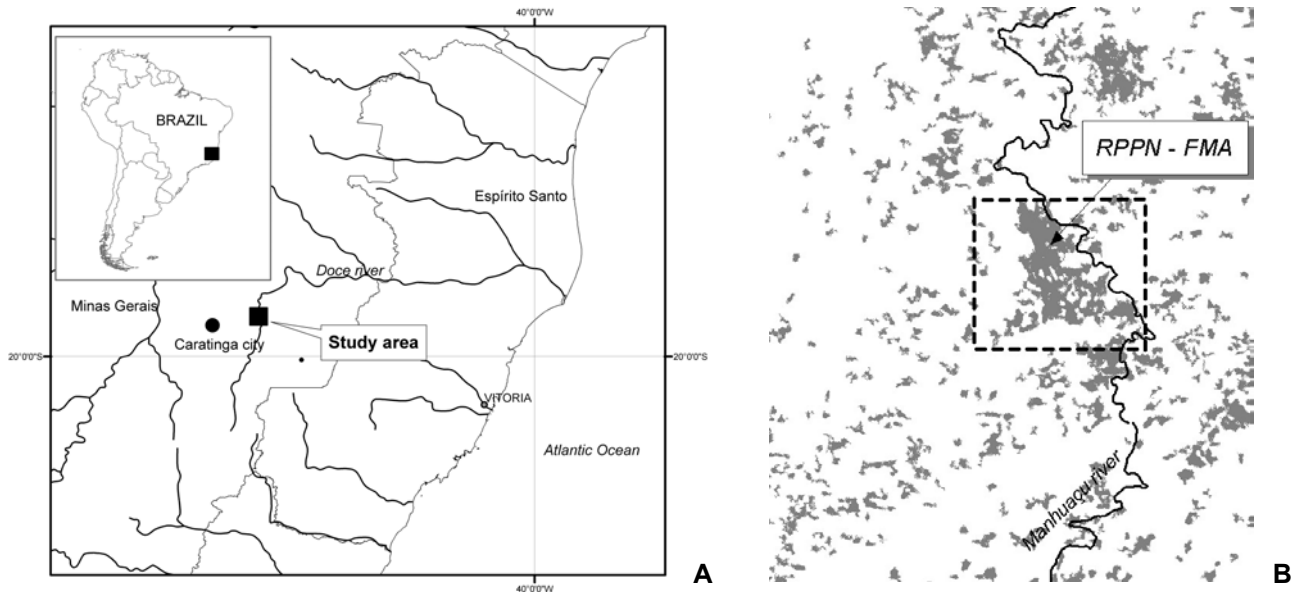 40°0'0"W
BRAZIL
Espírito Santo
Doce river
Minas Gerais
Caratinga city
Study area
20°0'0"S
20°0'0"S
VITORIA
Atlantic Ocean
40°0'0"W
A
RPPN - FMA
Manhuaçu river
B